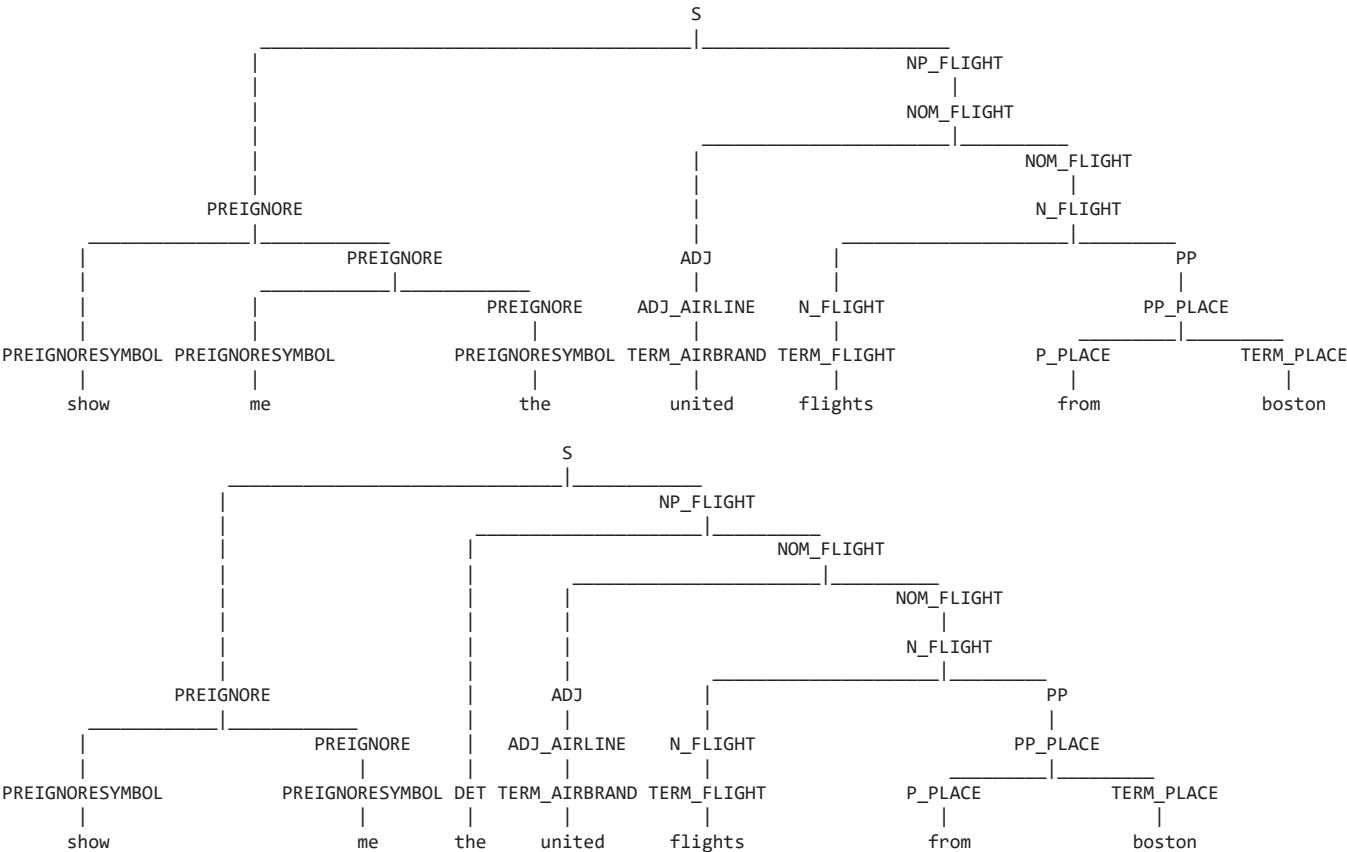 S
NP_FLIGHT
NOM_FLIGHT
NOM_FLIGHT
PREIGNORE N_FLIGHT
PREIGNORE ADJ PP
PREIGNORE ADJ_AIRLINE N_FLIGHT PP_PLACE
PREIGNORESYMBOL PREIGNORESYMBOL PREIGNORESYMBOL TERM_AIRBRAND TERM_FLIGHT P_PLACE TERM_PLACE
show me the united flights from boston
S
NP_FLIGHT
NOM_FLIGHT
NOM_FLIGHT
N_FLIGHT
PREIGNORE ADJ PP
PREIGNORE ADJ_AIRLINE N_FLIGHT PP_PLACE
PREIGNORESYMBOL PREIGNORESYMBOL DET TERM_AIRBRAND TERM_FLIGHT P_PLACE TERM_PLACE
show me the united flights from boston